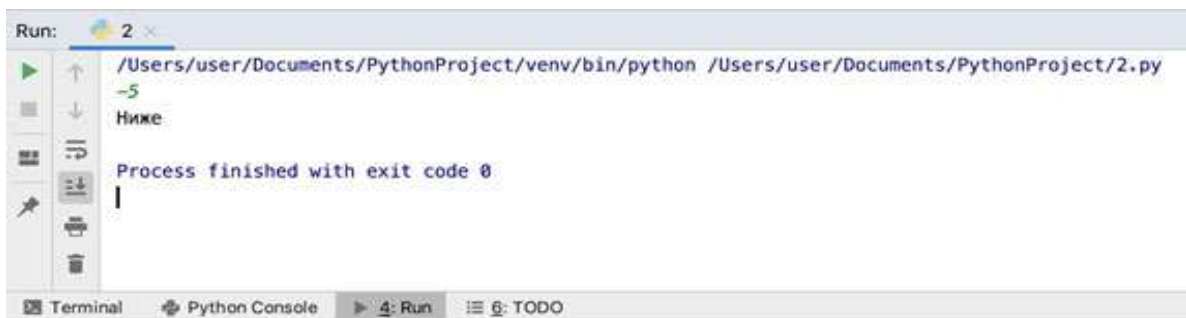 Run: 2
/Users/user/Documents/PythonProject/venv/bin/python /Users/user/Documents/PythonProject/2.py
-5
Ниже
Process finished with exit code 0
Terminal Python Console 4: Run 6: TODO